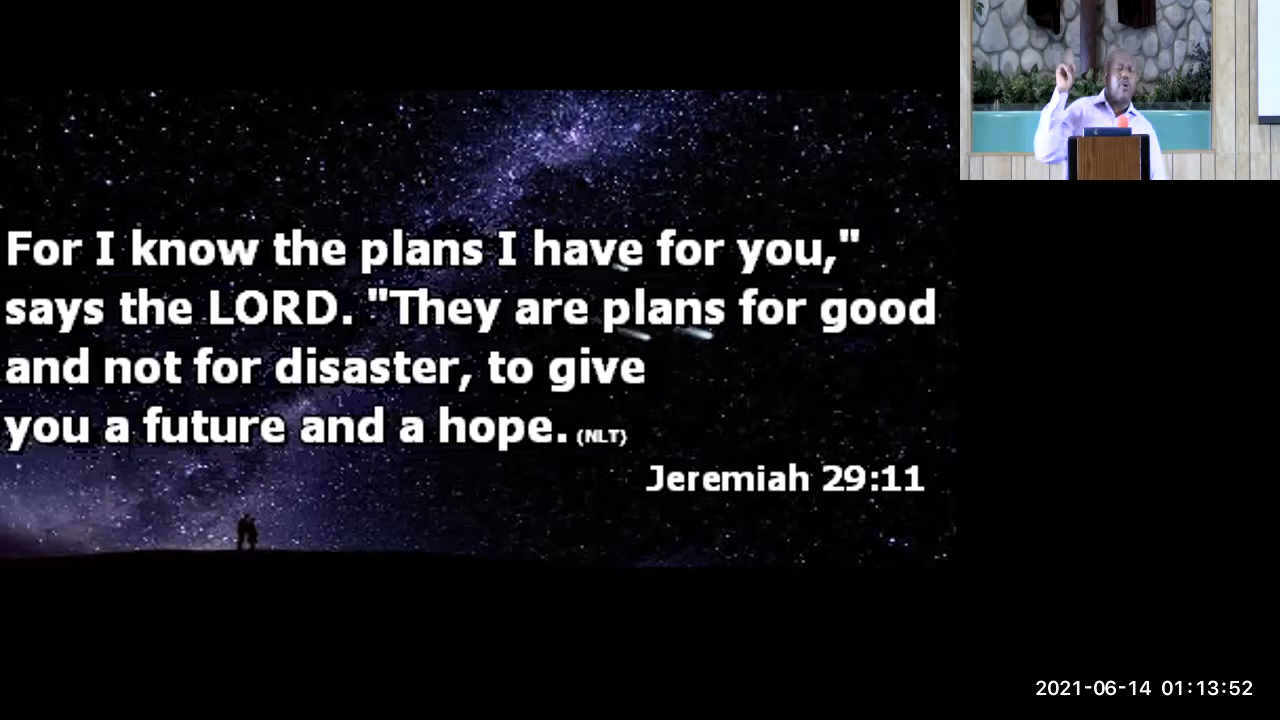 For I know the plans I have for you,"
says the LORD. "They are plans for good
and not for disaster, to give
you a future and a hope. (NLT)
Jeremiah 29:11
2021-06-14 01:13:52